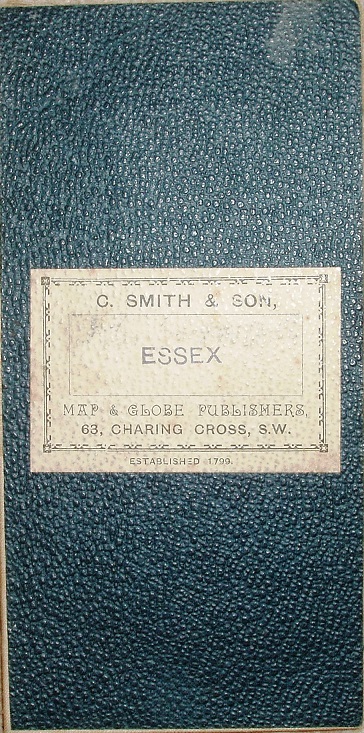 C. SMITH & SON,
ESSEX
MAP & GLOBE PUBLISHERS,
63, CHARING CROSS, S.W.
ESTABLISHED 1799.